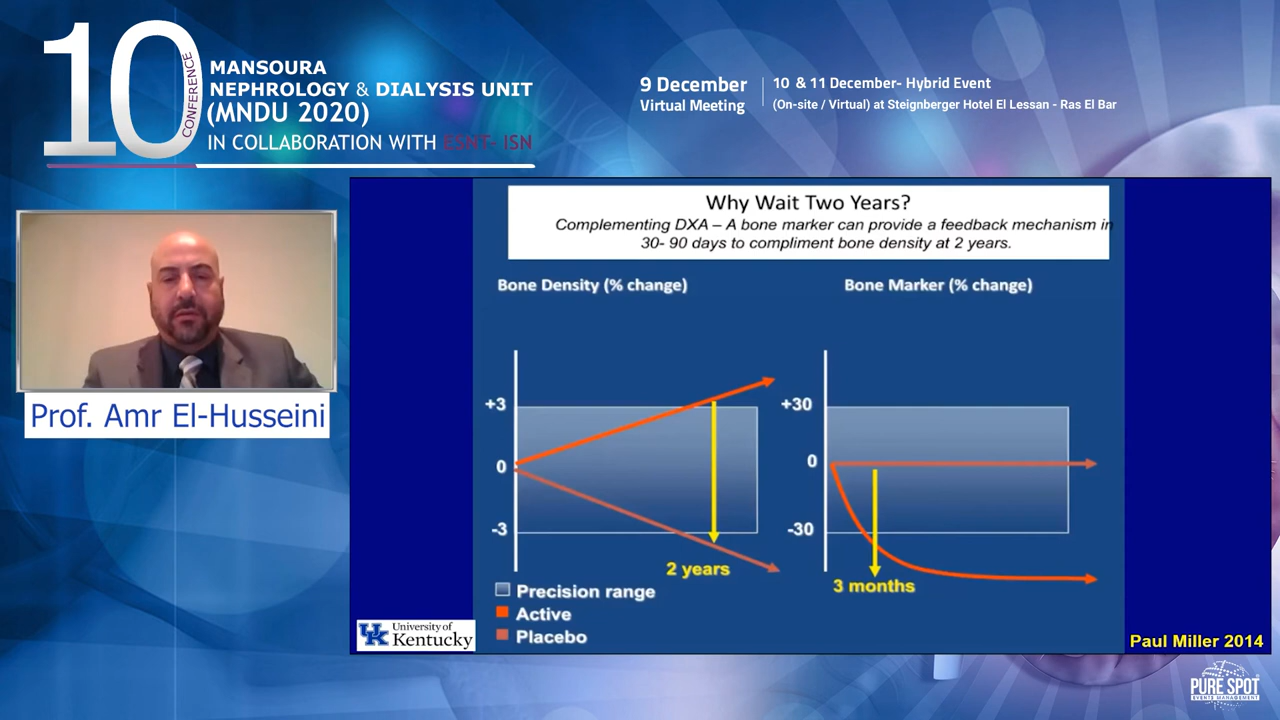 10
CONFERENCE
MANSOURA
NEPHROLOGY & DIALYSIS UNIT
(MNDU 2020)
IN COLLABORATION WITH ESNT- ISN
9 December
Virtual Meeting
10 & 11 December- Hybrid Event
(On-site / Virtual) at Steignberger Hotel El Lessan - Ras El Bar
Prof. Amr El-Husseini
Why Wait Two Years?
Complementing DXA – A bone marker can provide a feedback mechanism in
30- 90 days to compliment bone density at 2 years.
Bone Density (% change)
+3
0
-3
2 years
Bone Marker (% change)
+30
0
-30
3 months
Precision range
Active
Placebo
UK
University of
Kentucky
Paul Miller 2014
PURE SPOT
EVENTS MANAGEMENT